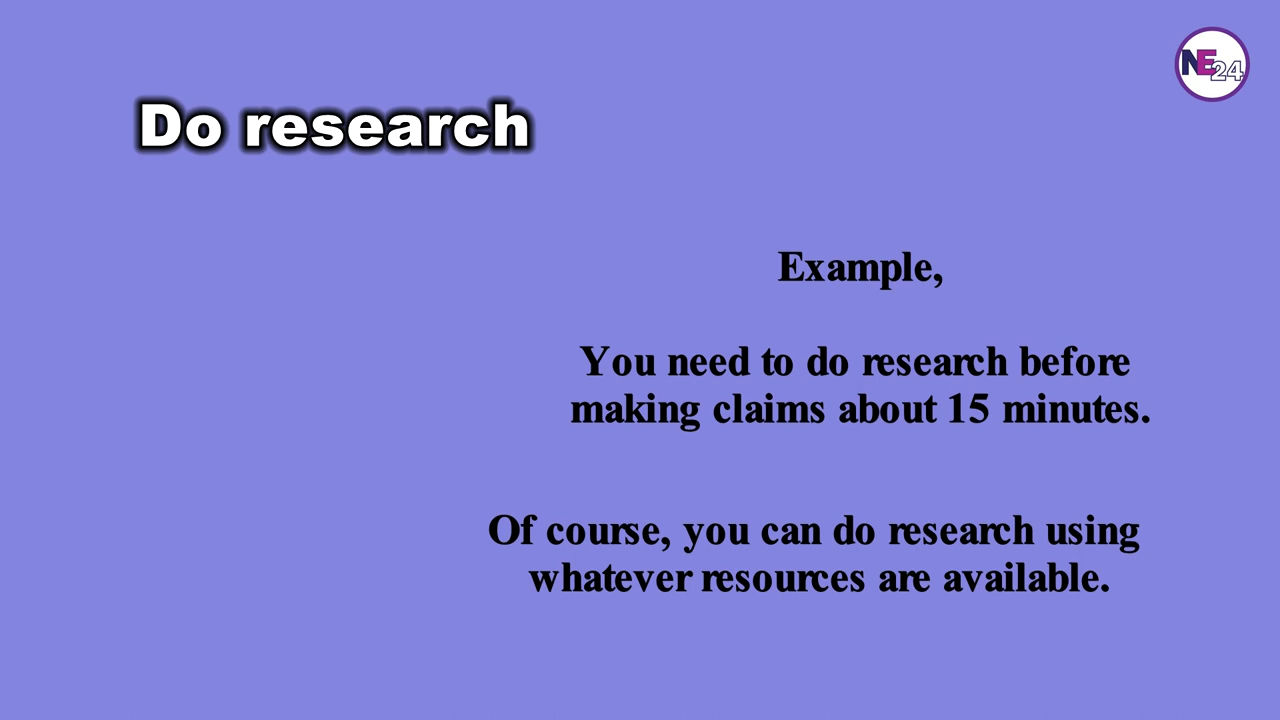 NE24
Do research
Example,
You need to do research before
making claims about 15 minutes.
Of course, you can do research using
whatever resources are available.